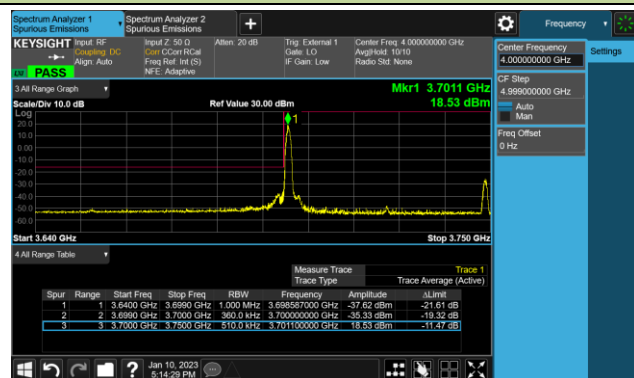 Spectrum Analyzer 1
Spurious Emissions
Spectrum Analyzer 2
Spurious Emissions
Frequency
KEYSIGHT
Input: RF
Coupling: DC
Align: Auto
Input Z: 50 Ω
Corr CCorr RCal
Freq Ref: Int (S)
NFE: Adaptive
Atten: 20 dB
Trig: External 1
Gate: LO
IF Gain: Low
Center Freq: 4.000000000 GHz
Avg|Hold: 10/10
Radio Std: None
PASS
Center Frequency
4.000000000 GHz
Settings
CF Step
4.999000000 GHz
Auto
Man
Freq Offset
0 Hz
3 All Range Graph
Mkr1 3.7011 GHz
Scale/Div 10.0 dB
Ref Value 30.00 dBm
18.53 dBm
Log
1
20.0
10.0
0.00
-10.0
-20.0
-30.0
-40.0
-50.0
-60.0
Start 3.640 GHz
Stop 3.750 GHz
4 All Range Table
Measure Trace Trace 1
Trace Type Trace Average (Active)
Spur Range Start Freq Stop Freq RBW Frequency Amplitude ΔLimit
1 1 3.6400 GHz 3.6990 GHz 1.000 MHz 3.698587000 GHz -37.62 dBm -21.61 dB
2 2 3.6990 GHz 3.7000 GHz 360.0 kHz 3.700000000 GHz -35.33 dBm -19.32 dB
3 3 3.7000 GHz 3.7500 GHz 510.0 kHz 3.701100000 GHz 18.53 dBm -11.47 dB
Jan 10, 2023
5:14:29 PM